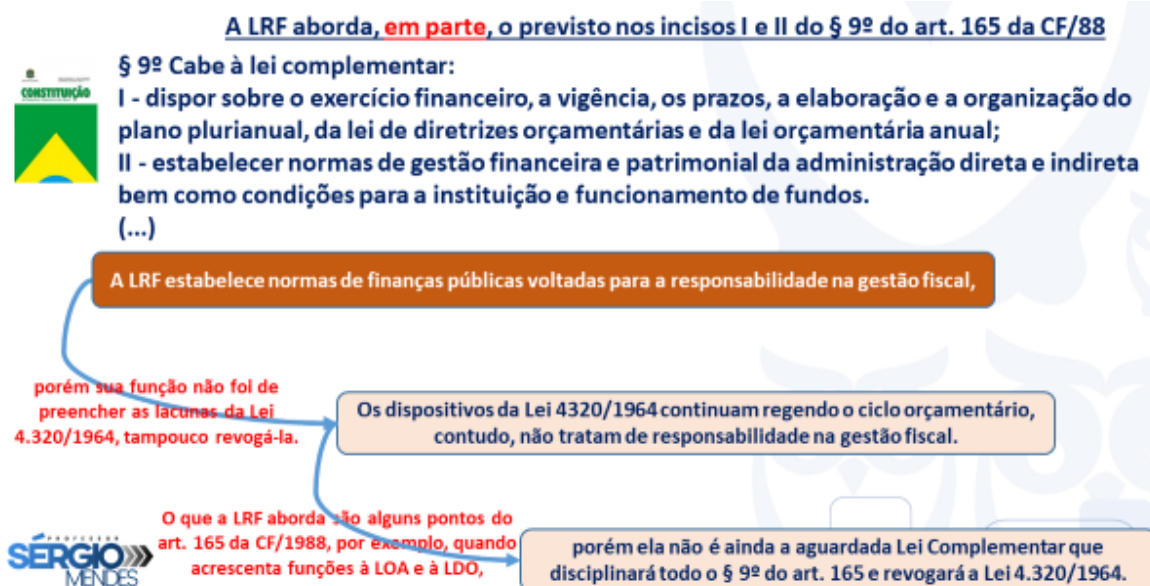 A LRF aborda, em parte, o previsto nos incisos I e II do § 9º do art. 165 da CF/88
CONSTITUIÇÃO
§ 9º Cabe à lei complementar:
I - dispor sobre o exercício financeiro, a vigência, os prazos, a elaboração e a organização do
plano plurianual, da lei de diretrizes orçamentárias e da lei orçamentária anual;
II - estabelecer normas de gestão financeira e patrimonial da administração direta e indireta
bem como condições para a instituição e funcionamento de fundos.
(...)
A LRF estabelece normas de finanças públicas voltadas para a responsabilidade na gestão fiscal,
porém sua função não foi de
preencher as lacunas da Lei
4.320/1964, tampouco revogá-la.
Os dispositivos da Lei 4320/1964 continuam regendo o ciclo orçamentário,
contudo, não tratam de responsabilidade na gestão fiscal.
O que a LRF aborda são alguns pontos do
art. 165 da CF/1988, por exemplo, quando
acrescenta funções à LOA e à LDO,
porém ela não é ainda a aguardada Lei Complementar que
disciplinará todo o § 9º do art. 165 e revogará a Lei 4.320/1964.
PROFESSOR
SÉRGIO
MENDES